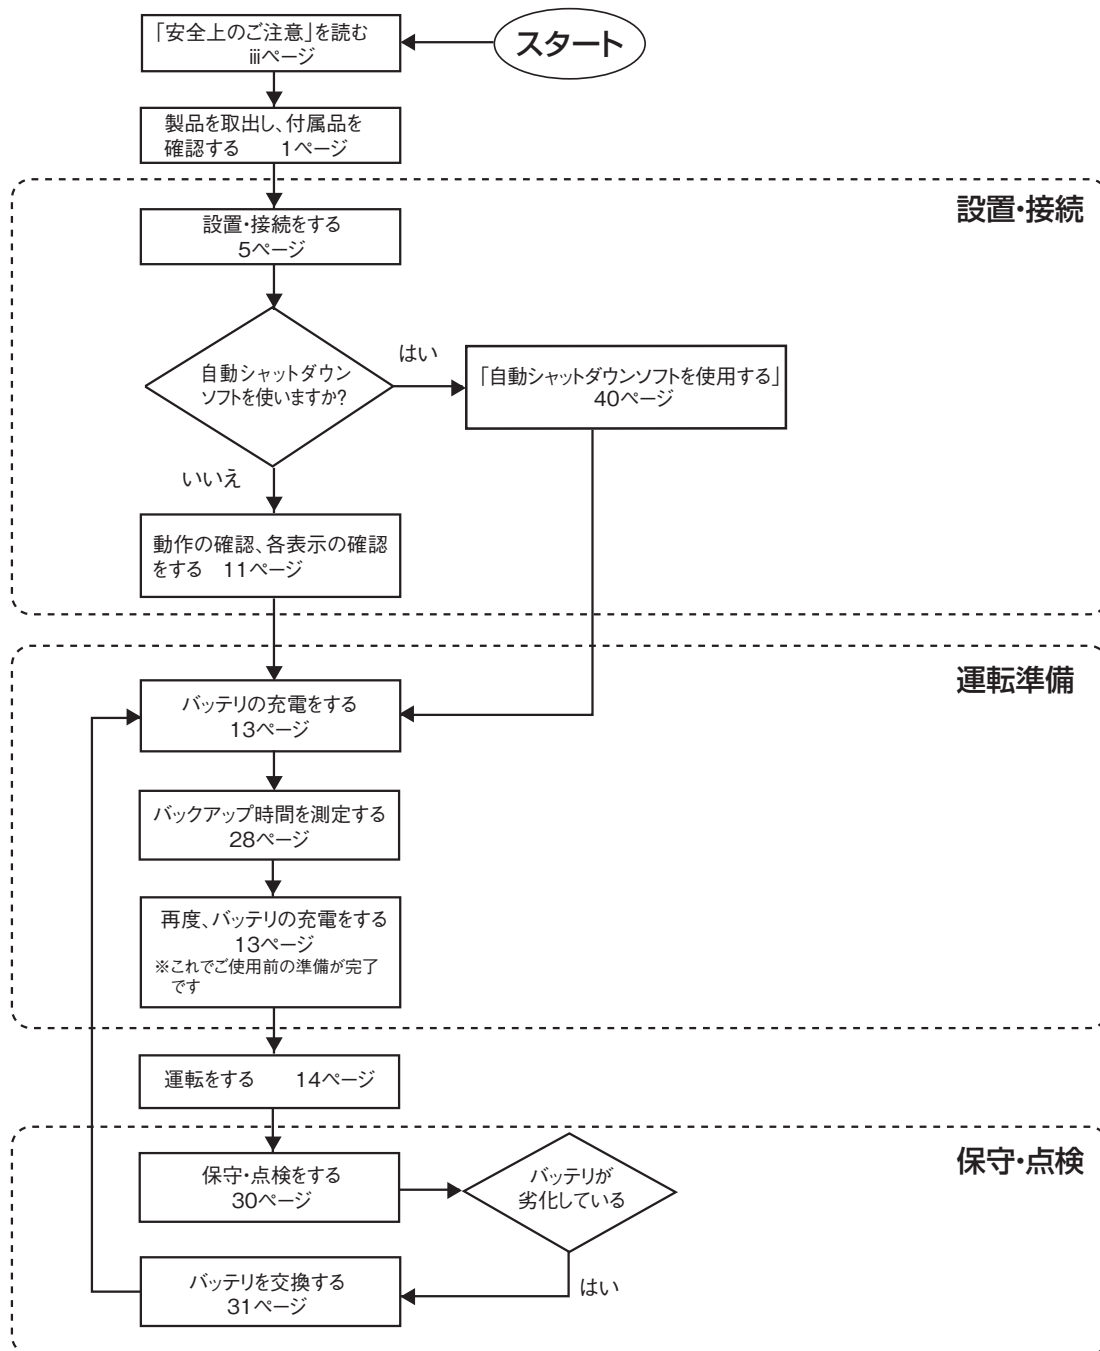 スタート
「安全上のご注意」を読む
iiiページ
製品を取出し、付属品を
確認する　　1ページ
設置・接続
設置・接続をする
5ページ
自動シャットダウン
ソフトを使いますか？
はい
「自動シャットダウンソフトを使用する」
40ページ
いいえ
動作の確認、各表示の確認
をする　11ページ
運転準備
バッテリの充電をする
13ページ
バックアップ時間を測定する
28ページ
再度、バッテリの充電をする
13ページ
※これでご使用前の準備が完了
です
運転をする　　14ページ
保守・点検
保守・点検をする
30ページ
バッテリが
劣化している
はい
バッテリを交換する
31ページ